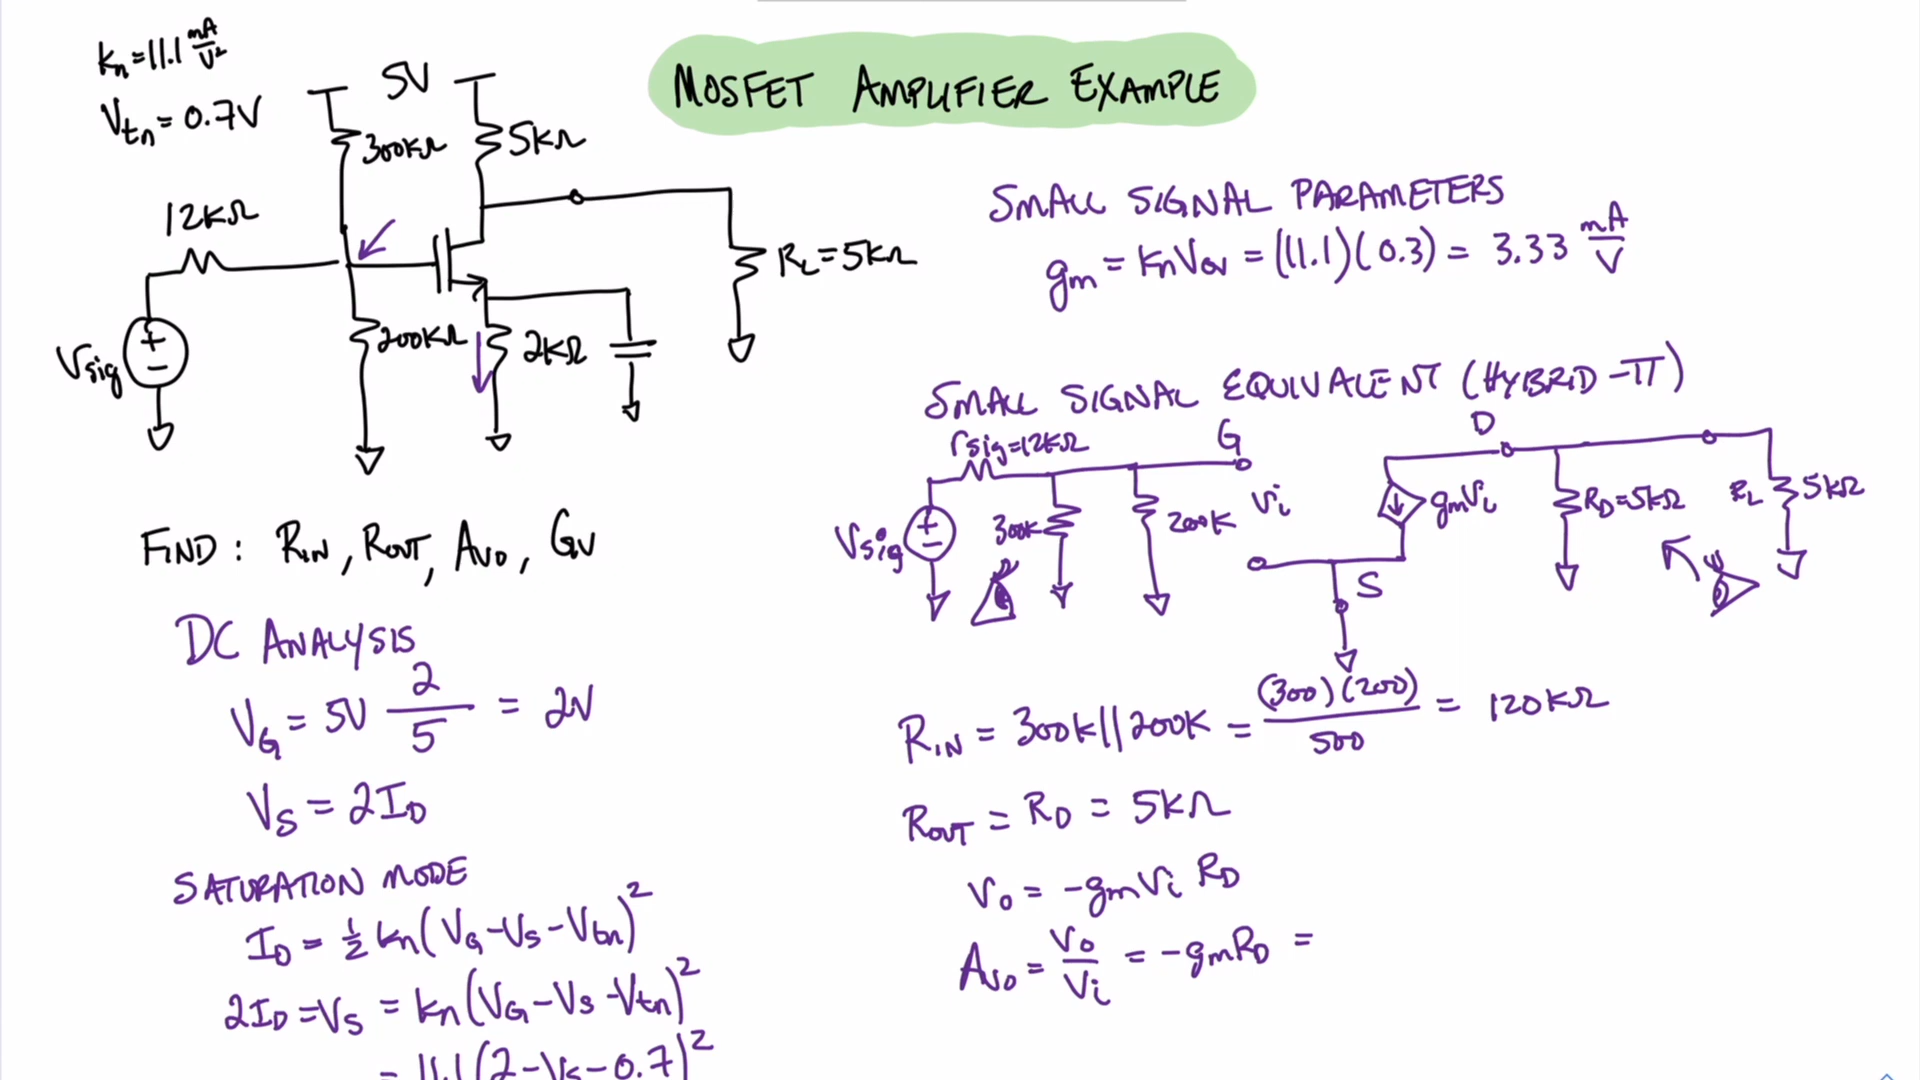 MOSFET AMPLIFIER EXAMPLE
kn = 11.1 mA/V²
Vtn = 0.7V
5V
300kΩ
5kΩ
12kΩ
RL = 5kΩ
Vsig
+
−
200kΩ
2kΩ
FIND: RIN, ROUT, Avo, Gv
DC ANALYSIS
VG = 5V 2/5 = 2V
VS = 2ID
SATURATION MODE
ID = ½ kn(VG-VS-Vtn)²
2ID = VS = kn(VG-VS-Vtn)²
= 11.1(2-VS-0.7)²
SMALL SIGNAL PARAMETERS
gm = knVov = (11.1)(0.3) = 3.33 mA/V
SMALL SIGNAL EQUIVALENT (HYBRID-π)
rsig=12kΩ
G
D
Vsig
+
−
300k
200k
vi
gmvi
RD=5kΩ
RL
5kΩ
S
RIN = 300k||200k = (300)(200)/500 = 120kΩ
ROUT = RD = 5kΩ
vo = -gmvi RD
Avo = vo/vi = -gmRD =